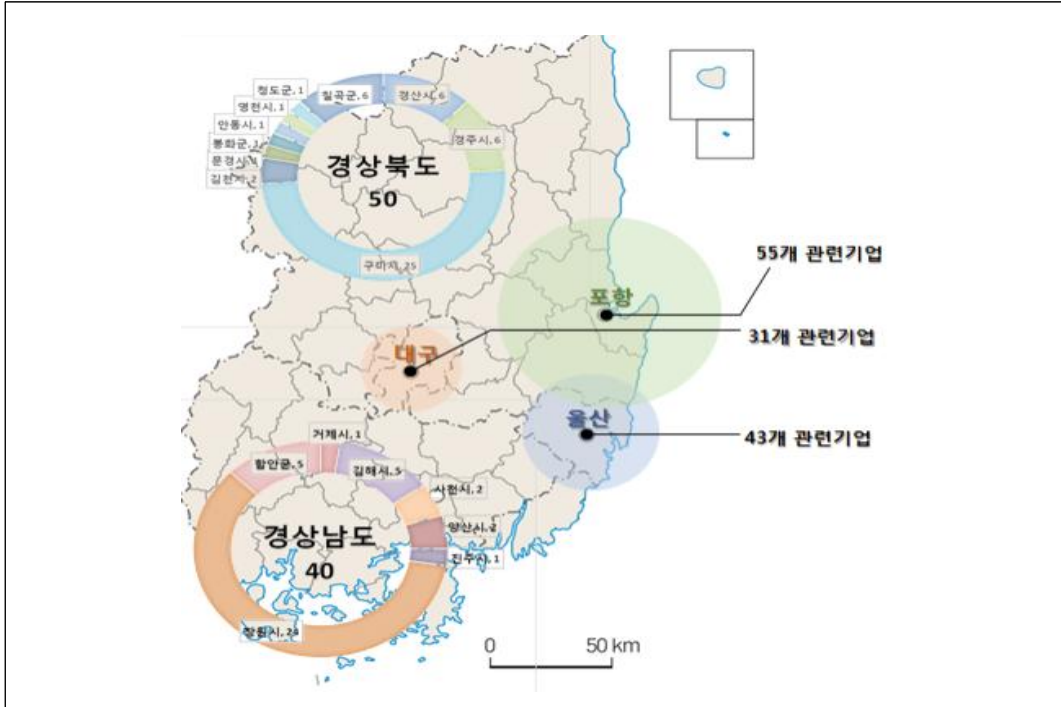 청도군, 1
칠곡군, 6
경산시, 6
영천시, 1
안동시, 1
경주시, 6
봉화군, 1
문경시, 1
김천시, 2
경상북도
50
구미시, 25
55개 관련기업
포항
31개 관련기업
대구
울산
43개 관련기업
거제시, 1
함안군, 5
김해시, 5
사천시, 2
양산시, 2
진주시, 1
경상남도
40
창원시, 24
0
50 km